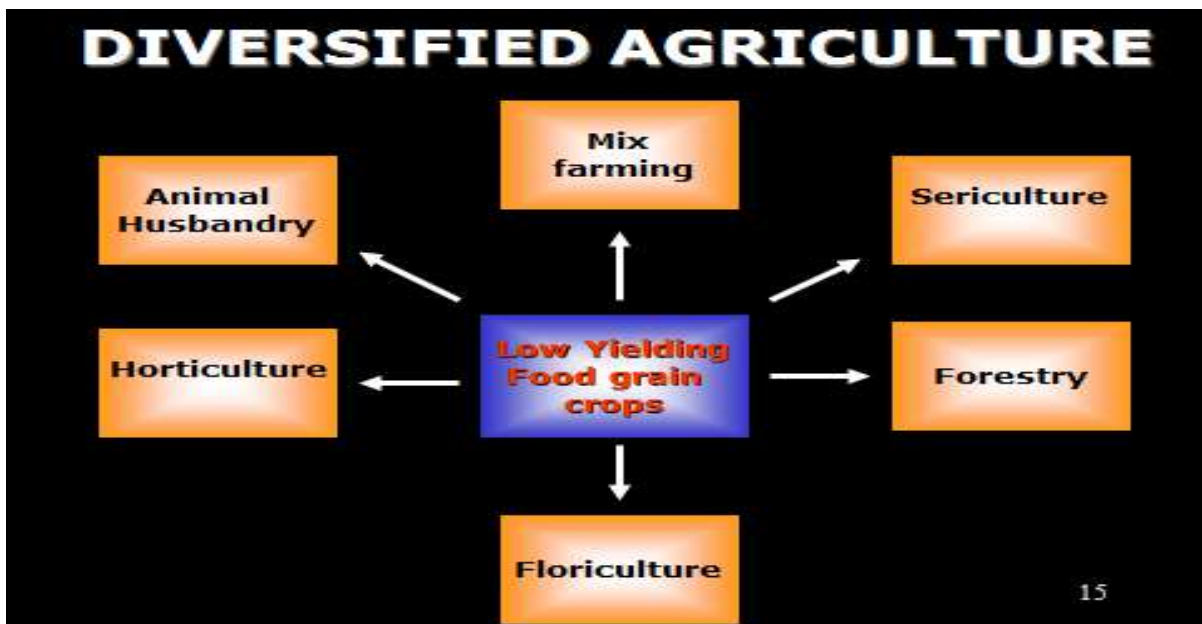 DIVERSIFIED AGRICULTURE
Mix
farming
Animal
Husbandry
Sericulture
Horticulture
Low Yielding
Food grain
crops
Forestry
Floriculture
15